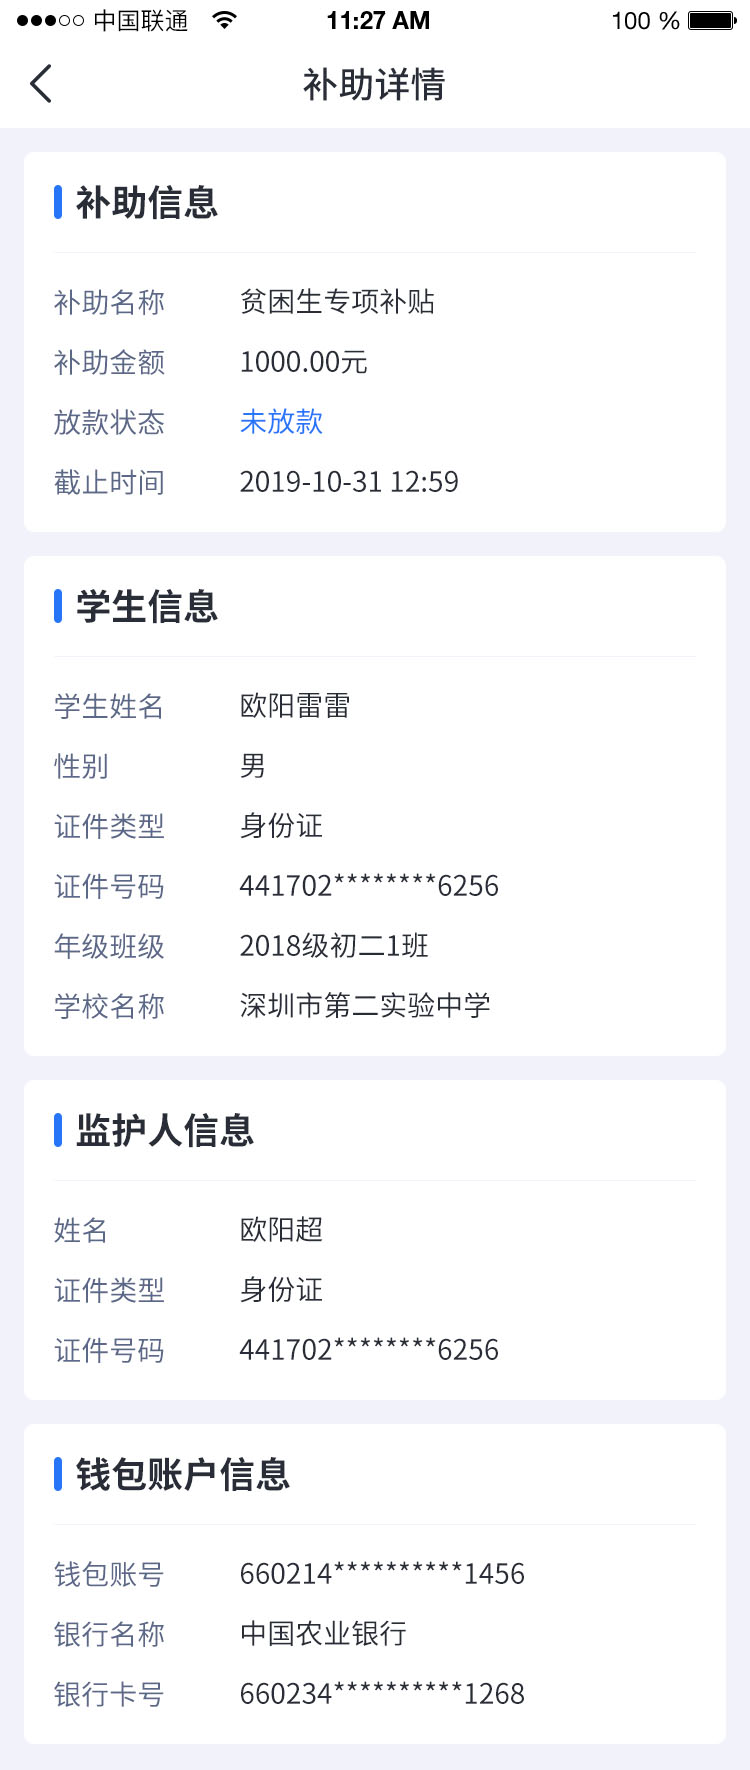 中国联通 11:27 AM 100 %
补助详情
补助信息
补助名称 贫困生专项补贴
补助金额 1000.00元
放款状态 未放款
截止时间 2019-10-31 12:59
学生信息
学生姓名 欧阳雷雷
性别 男
证件类型 身份证
证件号码 441702********6256
年级班级 2018级初二1班
学校名称 深圳市第二实验中学
监护人信息
姓名 欧阳超
证件类型 身份证
证件号码 441702********6256
钱包账户信息
钱包账号 660214**********1456
银行名称 中国农业银行
银行卡号 660234**********1268